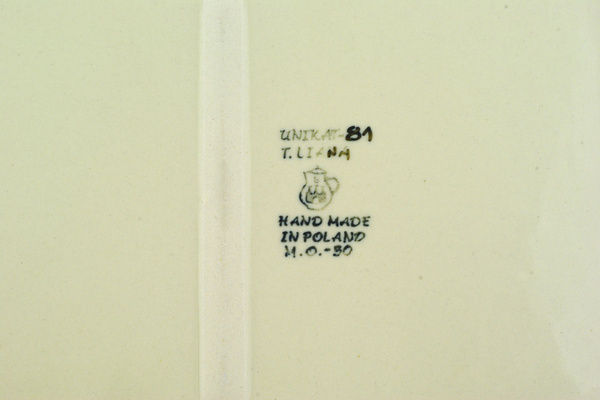 UNIKAT-81
T. LIANA
HAND MADE
IN POLAND
M.O.-30